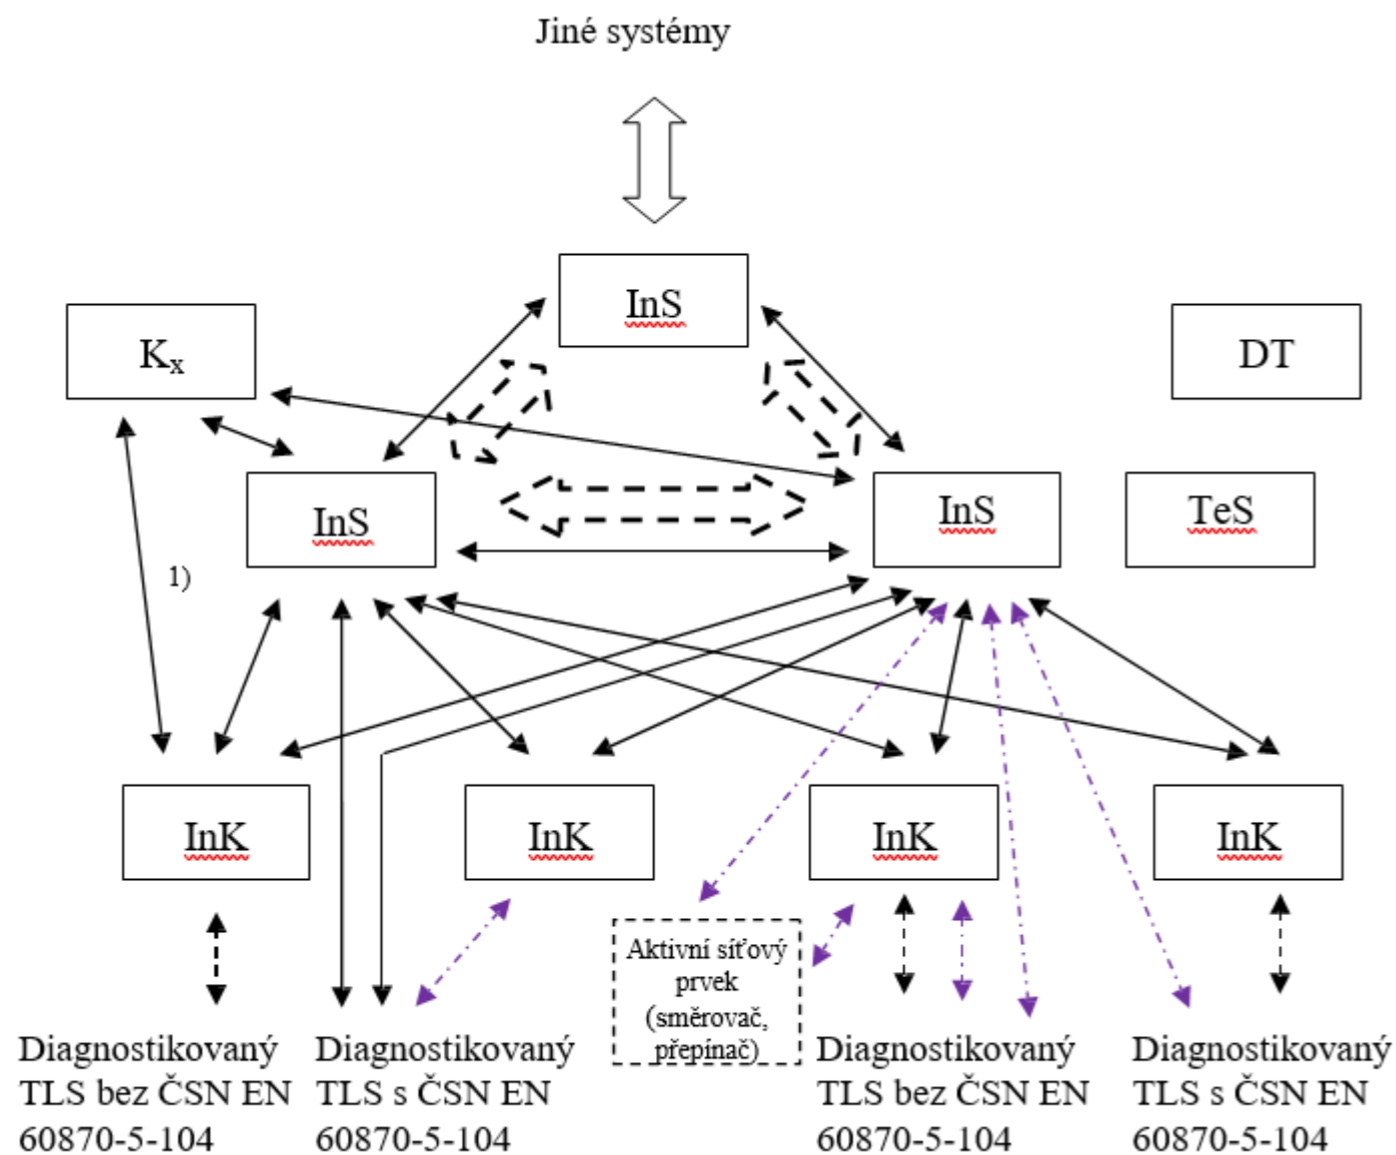 Jiné systémy
InS
Kx
DT
InS
InS
TeS
1)
InK
InK
InK
InK
Aktivní síťový
prvek
(směrovač,
přepínač)
Diagnostikovaný
TLS bez ČSN EN
60870-5-104
Diagnostikovaný
TLS s ČSN EN
60870-5-104
Diagnostikovaný
TLS bez ČSN EN
60870-5-104
Diagnostikovaný
TLS s ČSN EN
60870-5-104